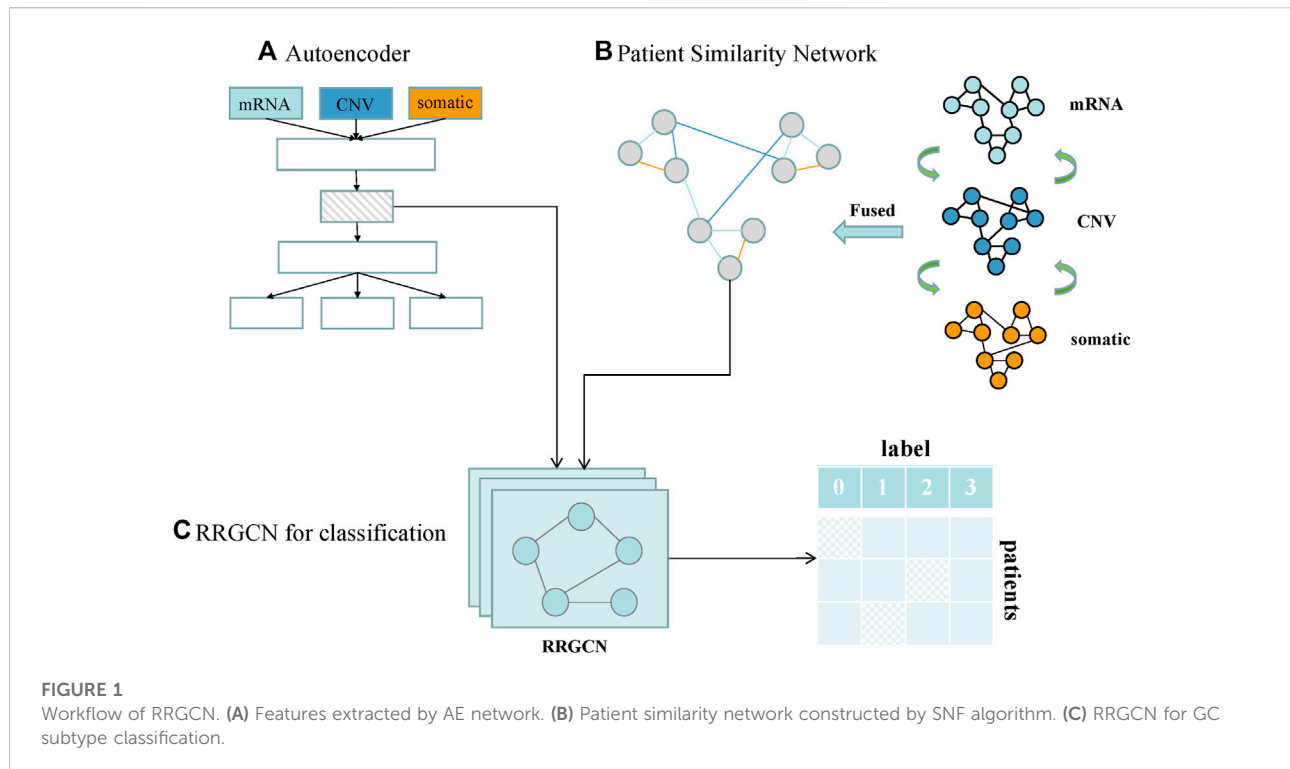 A Autoencoder
B Patient Similarity Network
mRNA CNV somatic
mRNA
Fused
CNV
somatic
label
0 1 2 3
C RRGCN for classification
patients
RRGCN
FIGURE 1
Workflow of RRGCN. (A) Features extracted by AE network. (B) Patient similarity network constructed by SNF algorithm. (C) RRGCN for GC
subtype classification.